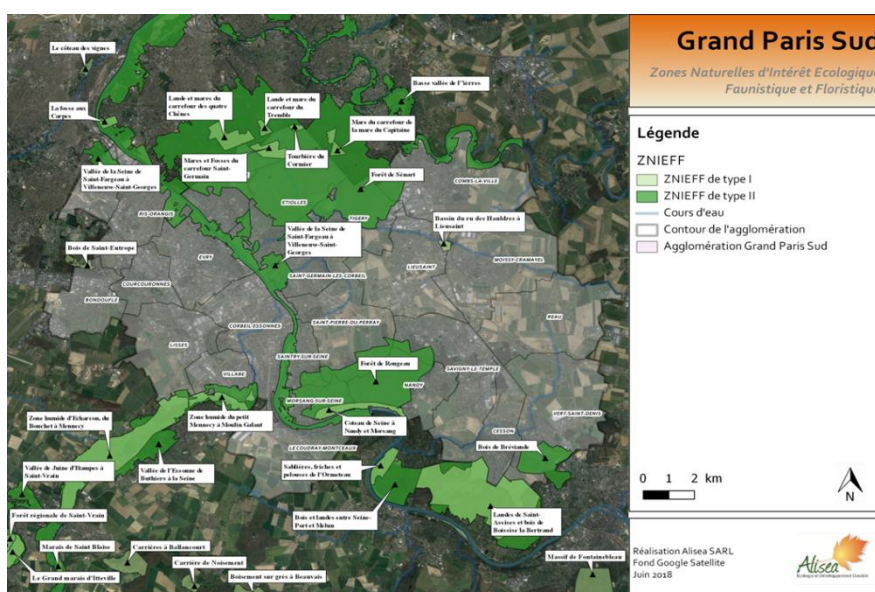 Grand Paris Sud
Zones Naturelles d'Intérêt Ecologique
Faunistique et Floristique
Légende
ZNIEFF
ZNIEFF de type I
ZNIEFF de type II
Cours d'eau
Contour de l'agglomération
Agglomération Grand Paris Sud
0 1 2 km
N
Réalisation Alisea SARL
Fond Google Satellite
Juin 2018
Alisea
Le côteau des vignes
La fosse aux
Carpes
Lande et mares du
carrefour des quatre
Chênes
Lande et mare du
carrefour du
Tremble
Basse vallée de l'Yerres
Mare du carrefour de
la mare du Capitaine
Vallée de la Seine de
Saint-Fargeau à
Villeneuve-Saint-Georges
Mares et Fosses du
carrefour Saint-
Germain
Tourbière du
Cormier
Forêt de Sénart
COMBS-LA-VILLE
ETIOLLES
TIGERY
RIS-ORANGIS
Bois de Saint-Eutrope
Vallée de la Seine de
Saint-Fargeau à
Villeneuve-Saint-
Georges
Bassin du ru des Hauldres à
Lieusaint
EVRY
SAINT-GERMAIN-LES-CORBEIL
LIEUSAINT
MOISSY-CRAMAYEL
COURCOURONNES
BONDOUFLE
CORBEIL-ESSONNES
SAINT-PIERRE-DU-PERRAY
REAU
LISSES
SAINTRY-SUR-SEINE
VILLABE
Forêt de Rougeau
SAVIGNY-LE-TEMPLE
NANDY
MORSANG-SUR-SEINE
VERT-SAINT-DENIS
Zone humide d'Echarcon, du
Bouchet à Mennecy
Zone humide du petit
Mennecy à Moulin Galant
Coteau de Seine à
Nandy et Morsang
CESSON
LE COUDRAY-MONTCEAUX
Bois de Bréviande
Vallée de Juine d'Etampes à
Saint-Vrain
Vallée de l'Essonne de
Buthiers à la Seine
Sablières, friches et
pelouses de l'Ormeteau
Bois et landes entre Seine-
Port et Melun
Landes de Saint-
Assises et bois de
Boissise la Bertrand
Forêt régionale de Saint-Vrain
Marais de Saint Blaise
Carrières à Ballancourt
Carrière de Noisement
Massif de Fontainebleau
Le Grand marais d'Itteville
Boisement sur grès à Beauvais